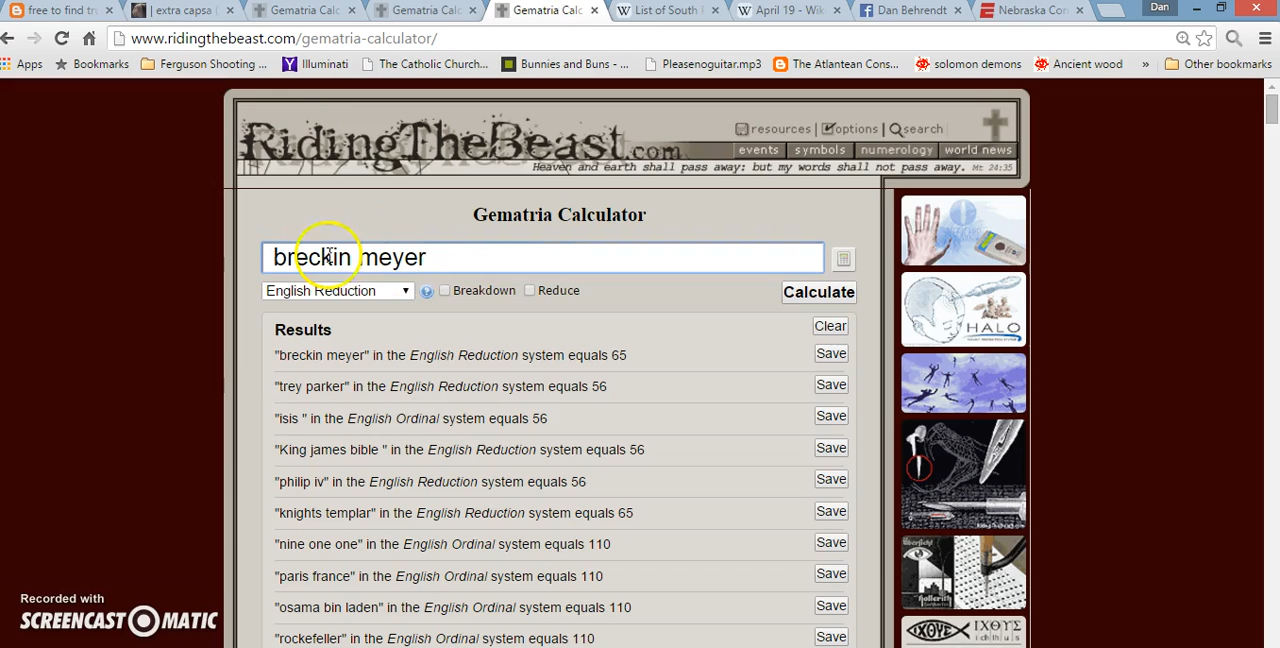 free to find tru
| extra capsa
Gematria Calc
Gematria Calc
Gematria Calc
List of South P
April 19 - Wik
Dan Behrendt
Nebraska Con
Dan
www.ridingthebeast.com/gematria-calculator/
Apps
Bookmarks
Ferguson Shooting ...
Illuminati
The Catholic Church...
Bunnies and Buns - ...
Pleasenoguitar.mp3
The Atlantean Cons...
solomon demons
Ancient wood
»
Other bookmarks
RidingTheBeast.com
resources | options | search
events | symbols | numerology | world news
Heaven and earth shall pass away: but my words shall not pass away. Mt 24:35
Gematria Calculator
breckin meyer
English Reduction
Breakdown
Reduce
Calculate
Results
Clear
"breckin meyer" in the English Reduction system equals 65
Save
"trey parker" in the English Reduction system equals 56
Save
"isis " in the English Ordinal system equals 56
Save
"King james bible " in the English Reduction system equals 56
Save
"philip iv" in the English Reduction system equals 56
Save
in the English Reduction system equals 65
Save
"nine one one" in the English Ordinal system equals 110
Save
"paris france" in the English Ordinal system equals 110
Save
"osama bin laden" in the English Ordinal system equals 110
Save
"rockefeller" in the English Ordinal system equals 110
Save
HALO
ΙΧΘΥΣ
Recorded with
SCREENCAST-O-MATIC